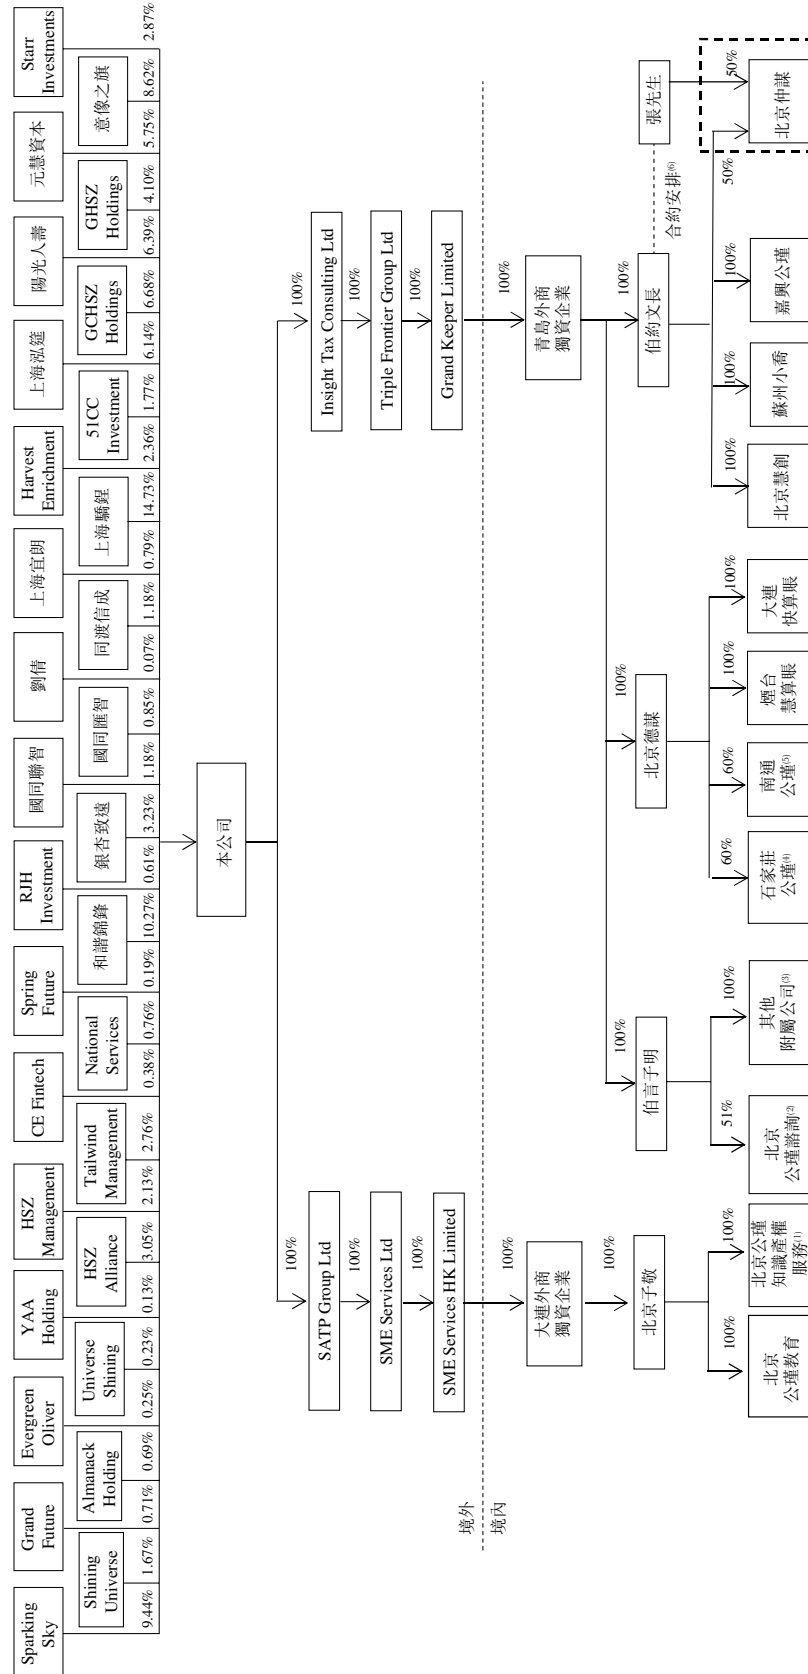 Sparking
Sky
Grand
Future
Evergreen
Oliver
YAA
Holding
HSZ
Management
CE Fintech
Spring
Future
RJH
Investment
國同聯智
劉倩
上海宜朗
Harvest
Enrichment
上海泓筵
陽光人壽
元慧資本
Starr
Investments
Shining
Universe
Almanack
Holding
Universe
Shining
HSZ
Alliance
Tailwind
Management
National
Services
和諧錦鋒
銀杏致遠
國同匯智
同渡信成
上海驕鋥
51CC
Investment
GCHSZ
Holdings
GHSZ
Holdings
意像之旗
9.44% 1.67% 0.71% 0.69% 0.25% 0.23% 0.13% 3.05% 2.13% 2.76% 0.38% 0.76% 0.19% 10.27% 0.61% 3.23% 1.18% 0.85% 0.07% 1.18% 0.79% 14.73% 2.36% 1.77% 6.14% 6.68% 6.39% 4.10% 5.75% 8.62% 2.87%
本公司
100%
100%
SATP Group Ltd
Insight Tax Consulting Ltd
100%
100%
SME Services Ltd
Triple Frontier Group Ltd
100%
100%
SME Services HK Limited
Grand Keeper Limited
境外
境內
100%
100%
大連外商
獨資企業
青島外商
獨資企業
100%
100%
100%
100%
北京子敬
伯言子明
北京德謀
伯約文長
合約安排(6)
張先生
100%
100%
51%
100%
60%
60%
100%
100%
100%
100%
100%
50%
50%
北京
公瑾教育
北京公瑾
知識產權
服務(1)
北京
公瑾諮詢(2)
其他
附屬公司(3)
石家莊
公瑾(4)
南通
公瑾(5)
煙台
慧算賬
大連
快算賬
北京慧創
蘇州小喬
嘉興公瑾
北京仲謀